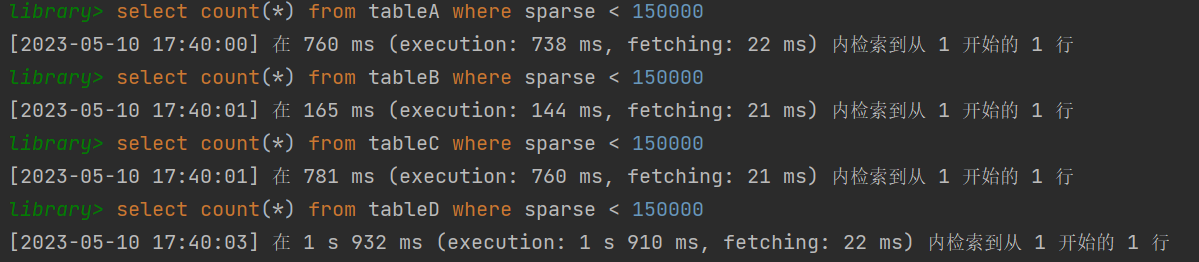 library> select count(*) from tableA where sparse < 150000
[2023-05-10 17:40:00] 在 760 ms (execution: 738 ms, fetching: 22 ms) 内检索到从 1 开始的 1 行
library> select count(*) from tableB where sparse < 150000
[2023-05-10 17:40:01] 在 165 ms (execution: 144 ms, fetching: 21 ms) 内检索到从 1 开始的 1 行
library> select count(*) from tableC where sparse < 150000
[2023-05-10 17:40:01] 在 781 ms (execution: 760 ms, fetching: 21 ms) 内检索到从 1 开始的 1 行
library> select count(*) from tableD where sparse < 150000
[2023-05-10 17:40:03] 在 1 s 932 ms (execution: 1 s 910 ms, fetching: 22 ms) 内检索到从 1 开始的 1 行